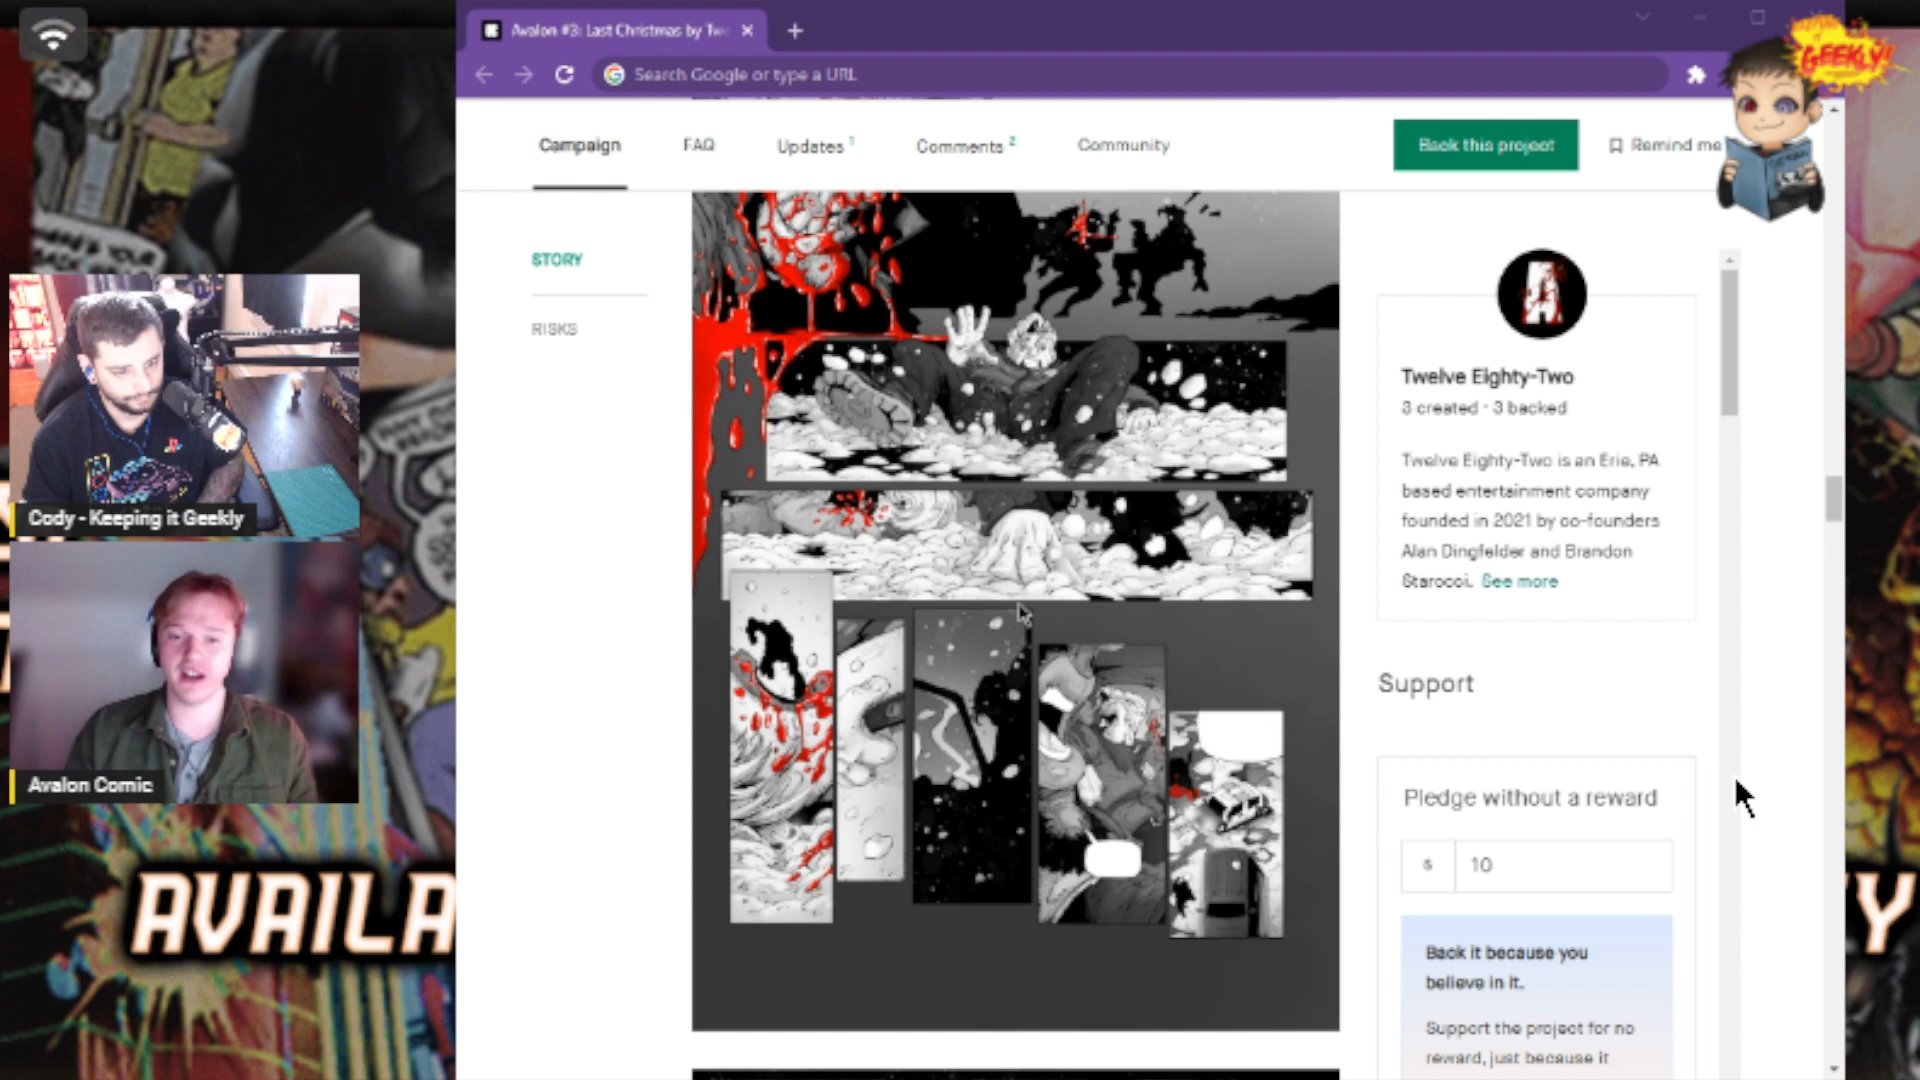 Avalon #3: Last Christmas by Tw
Search Google or type a URL
GEEKLY!
Campaign
FAQ
Updates 1
Comments 2
Community
Back this project
Remind me
STORY
RISKS
Twelve Eighty-Two
3 created · 3 backed
Twelve Eighty-Two is an Erie, PA
based entertainment company
founded in 2021 by co-founders
Alan Dingfelder and Brandon
Starocci. See more
Support
Pledge without a reward
$ 10
Back it because you
believe in it.
Support the project for no
reward, just because it
Cody - Keeping it Geekly
Avalon Comic
AVAILA
Y